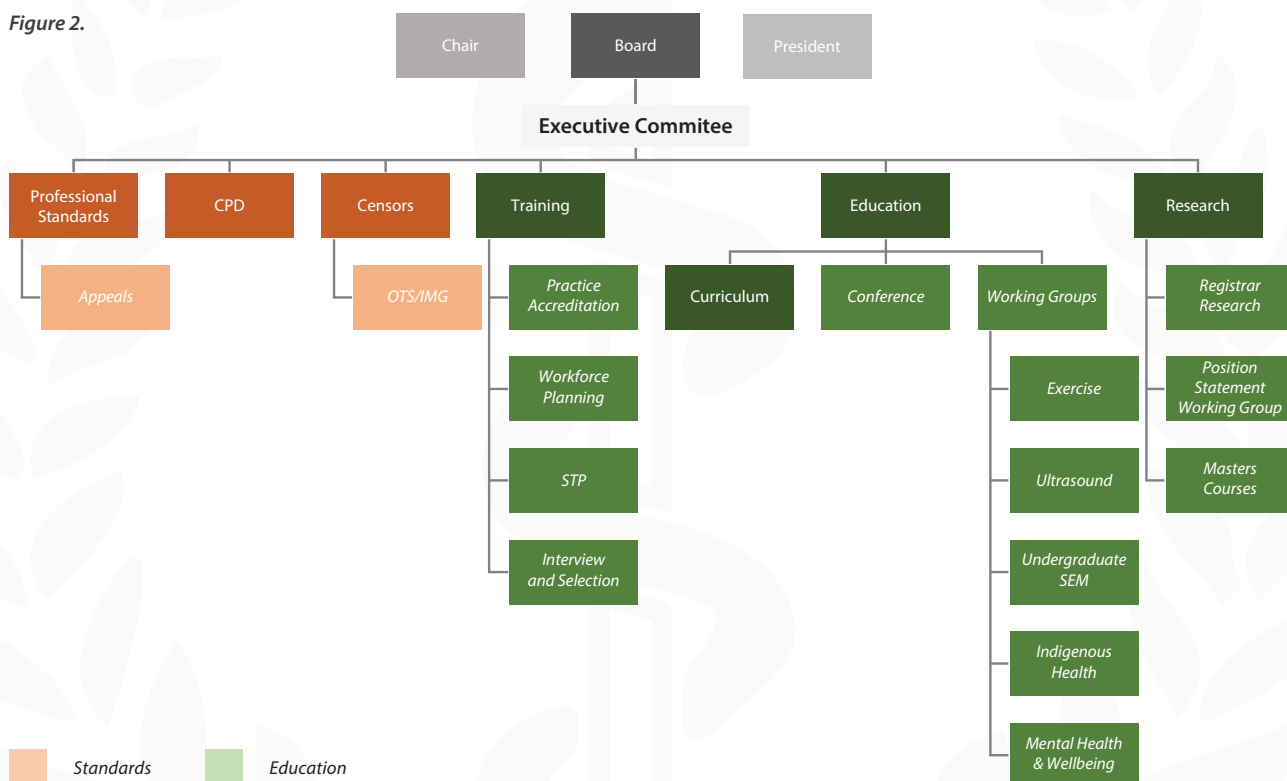 Figure 2.
Chair
Board
President
Executive Commitee
Professional
Standards
CPD
Censors
Training
Education
Research
Appeals
OTS/IMG
Practice
Accreditation
Curriculum
Conference
Working Groups
Registrar
Research
Workforce
Planning
Exercise
Position
Statement
Working Group
STP
Ultrasound
Masters
Courses
Interview
and Selection
Undergraduate
SEM
Indigenous
Health
Mental Health
& Wellbeing
Standards
Education